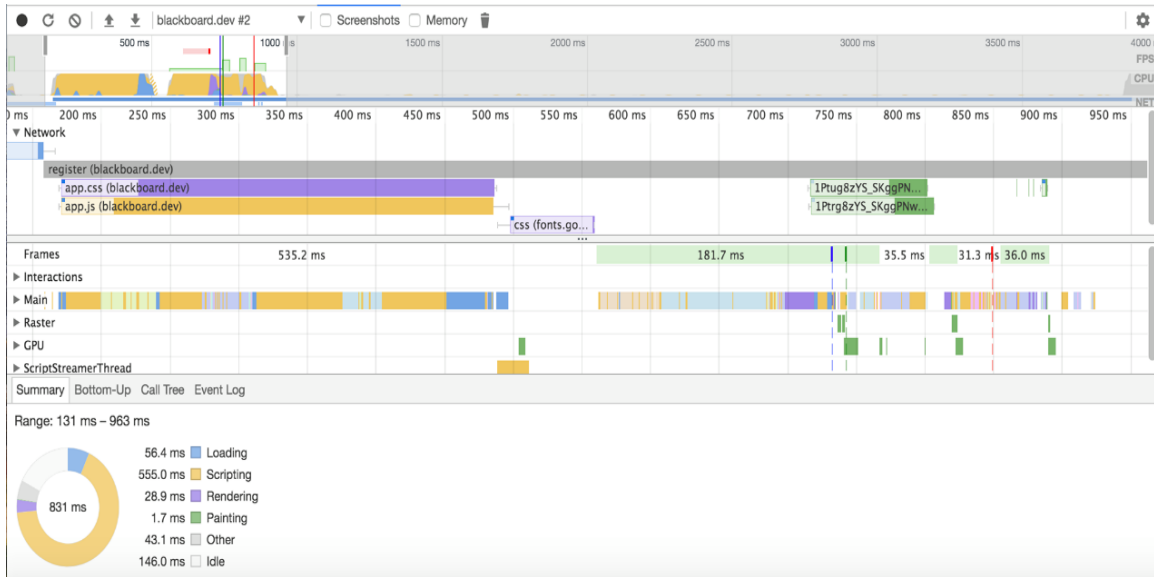 blackboard.dev #2 Screenshots Memory
500 ms 1000 ms 1500 ms 2000 ms 2500 ms 3000 ms 3500 ms 4000
FPS
CPU
NET
0 ms 200 ms 250 ms 300 ms 350 ms 400 ms 450 ms 500 ms 550 ms 600 ms 650 ms 700 ms 750 ms 800 ms 850 ms 900 ms 950 ms
Network
register (blackboard.dev)
app.css (blackboard.dev) 1Ptug8zYS_SKggPN...
app.js (blackboard.dev) 1Ptrg8zYS_SKggPNw...
css (fonts.go...
...
Frames 535.2 ms 181.7 ms 35.5 ms 31.3 ms 36.0 ms
Interactions
Main
Raster
GPU
ScriptStreamerThread
Summary Bottom-Up Call Tree Event Log
Range: 131 ms – 963 ms
56.4 ms Loading
555.0 ms Scripting
28.9 ms Rendering
831 ms
1.7 ms Painting
43.1 ms Other
146.0 ms Idle